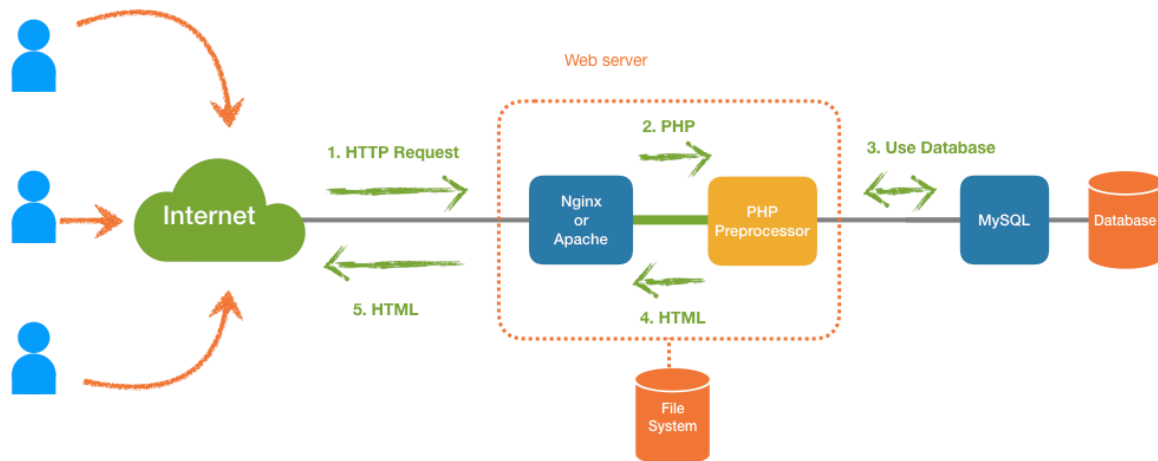 Web server
2. PHP
1. HTTP Request
3. Use Database
Internet
Nginx
or
Apache
PHP
Preprocessor
MySQL
Database
5. HTML
4. HTML
File
System